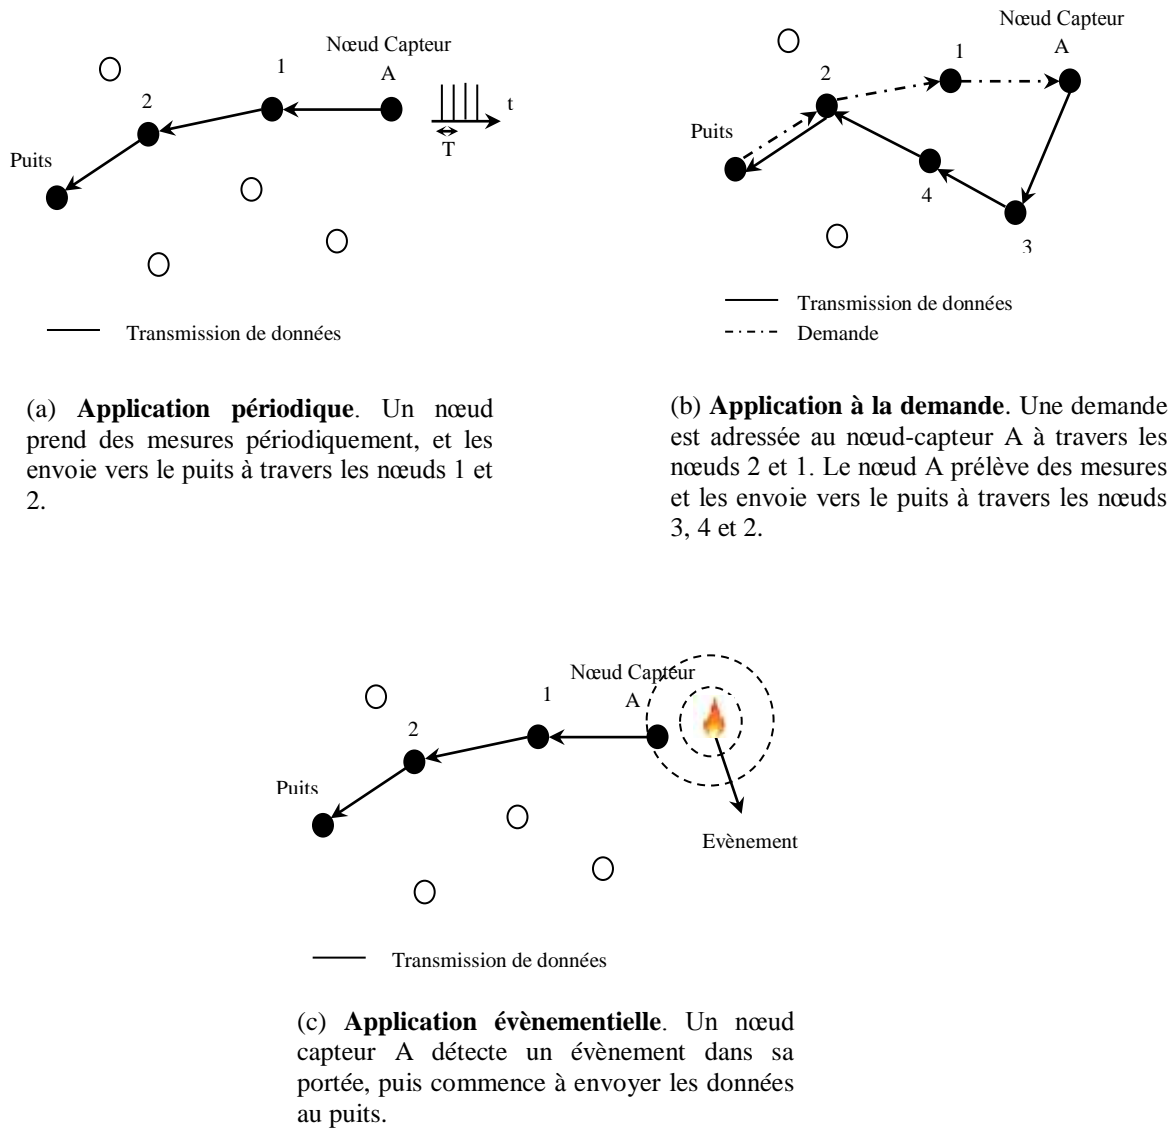 Nœud Capteur
A
1
2
Puits
t
T
Transmission de données
(a) Application périodique. Un nœud
prend des mesures périodiquement, et les
envoie vers le puits à travers les nœuds 1 et
2.
Nœud Capteur
A
1
2
Puits
4
3
Transmission de données
Demande
(b) Application à la demande. Une demande
est adressée au nœud-capteur A à travers les
nœuds 2 et 1. Le nœud A prélève des mesures
et les envoie vers le puits à travers les nœuds
3, 4 et 2.
Nœud Capteur
A
1
2
Puits
Evènement
Transmission de données
(c) Application évènementielle. Un nœud
capteur A détecte un évènement dans sa
portée, puis commence à envoyer les données
au puits.